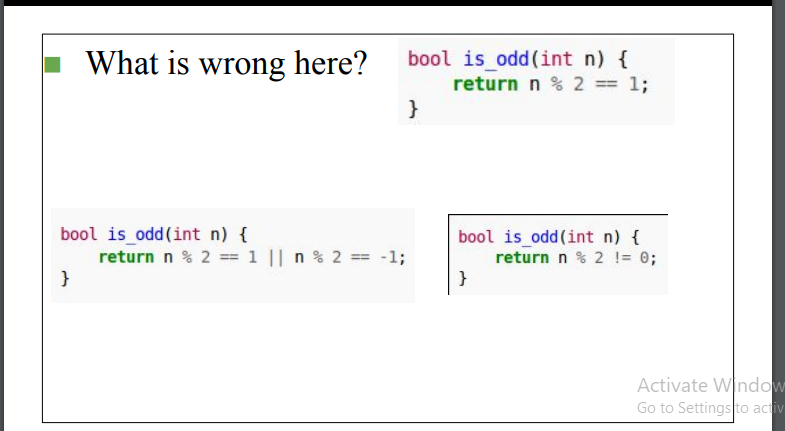 What is wrong here?
bool is_odd(int n) {
    return n % 2 == 1;
}
bool is_odd(int n) {
    return n % 2 == 1 || n % 2 == -1;
}
bool is_odd(int n) {
    return n % 2 != 0;
}
Activate Window
Go to Settings to activ